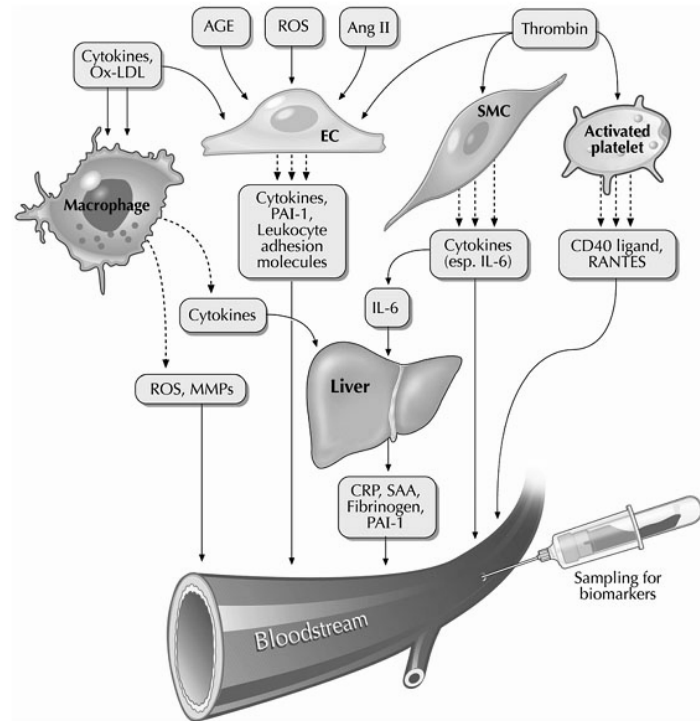 AGE
ROS
Ang II
Thrombin
Cytokines,
Ox-LDL
EC
SMC
Activated
platelet
Macrophage
Cytokines,
PAI-1,
Leukocyte
adhesion
molecules
Cytokines
(esp. IL-6)
CD40 ligand,
RANTES
Cytokines
IL-6
Liver
ROS, MMPs
CRP, SAA,
Fibrinogen,
PAI-1
Sampling for
biomarkers
Bloodstream